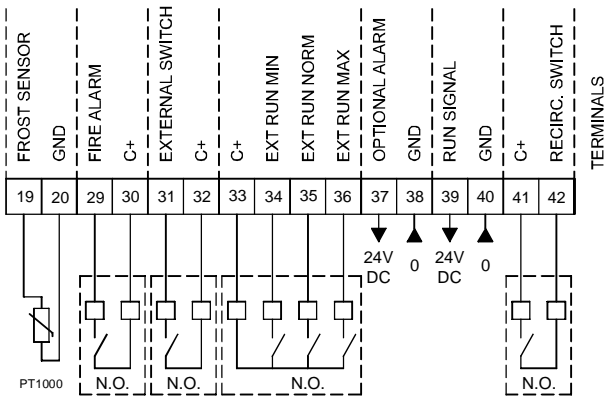 FROST SENSOR
GND
FIRE ALARM
C+
EXTERNAL SWITCH
C+
C+
EXT RUN MIN
EXT RUN NORM
EXT RUN MAX
OPTIONAL ALARM
GND
RUN SIGNAL
GND
C+
RECIRC. SWITCH
TERMINALS
19 20 29 30 31 32 33 34 35 36 37 38 39 40 41 42
24V
DC
0
24V
DC
0
PT1000
N.O.
N.O.
N.O.
N.O.